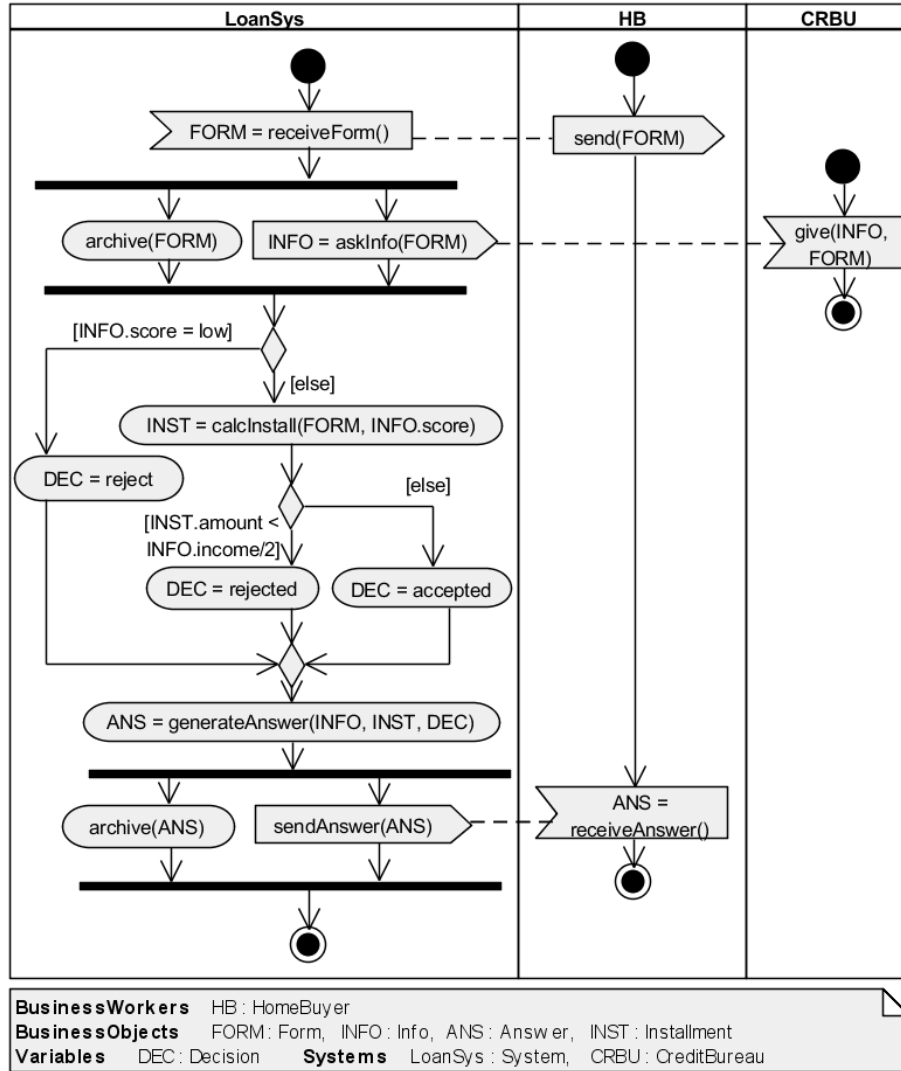 LoanSys
HB
CRBU
FORM = receiveForm()
send(FORM)
archive(FORM)
INFO = askInfo(FORM)
give(INFO,
FORM)
[INFO.score = low]
[else]
INST = calcInstall(FORM, INFO.score)
DEC = reject
[else]
[INST.amount <
INFO.income/2]
DEC = rejected
DEC = accepted
ANS = generateAnswer(INFO, INST, DEC)
archive(ANS)
sendAnswer(ANS)
ANS =
receiveAnswer()
BusinessWorkers HB : HomeBuyer
BusinessObjects FORM : Form, INFO : Info, ANS : Answer, INST : Installment
Variables DEC : Decision Systems LoanSys : System, CRBU : CreditBureau